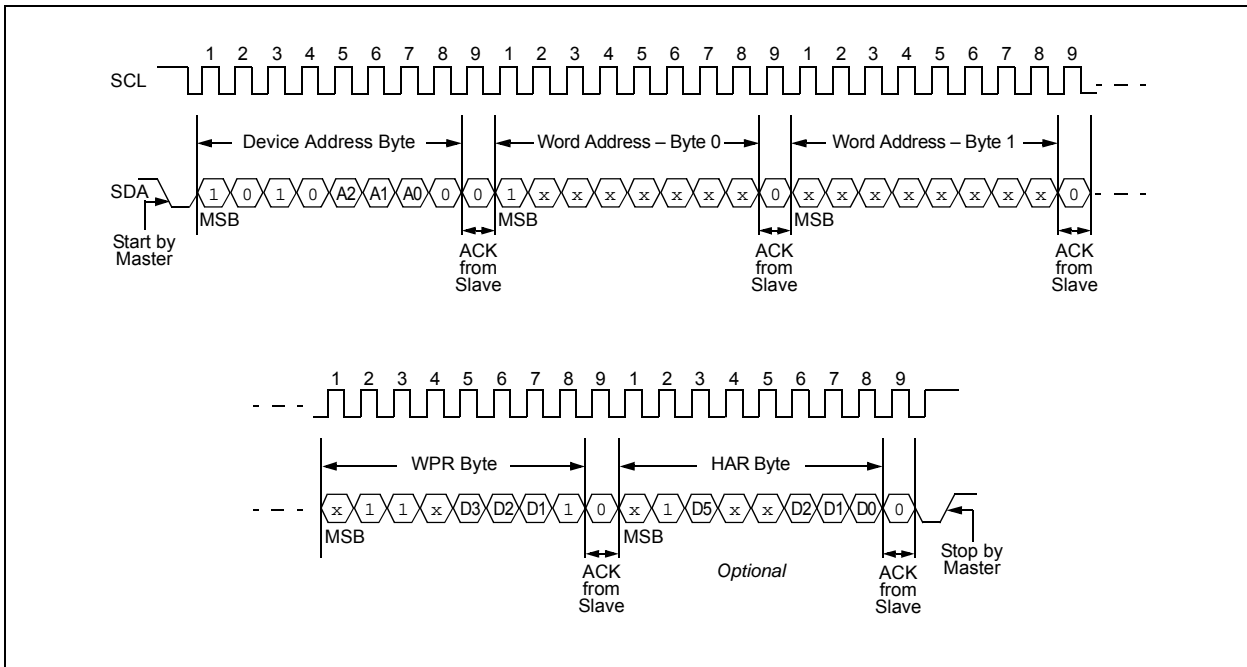 1 2 3 4 5 6 7 8 9 1 2 3 4 5 6 7 8 9 1 2 3 4 5 6 7 8 9
SCL
Device Address Byte Word Address – Byte 0 Word Address – Byte 1
SDA 1 0 1 0 A2 A1 A0 0 0 1 x x x x x x x 0 x x x x x x x x 0
MSB MSB MSB
Start by
Master
ACK
from
Slave
ACK
from
Slave
ACK
from
Slave
1 2 3 4 5 6 7 8 9 1 2 3 4 5 6 7 8 9
WPR Byte HAR Byte
x 1 1 x D3 D2 D1 1 0 x 1 D5 x x D2 D1 D0 0
MSB MSB
ACK
from
Slave
Optional
ACK
from
Slave
Stop by
Master